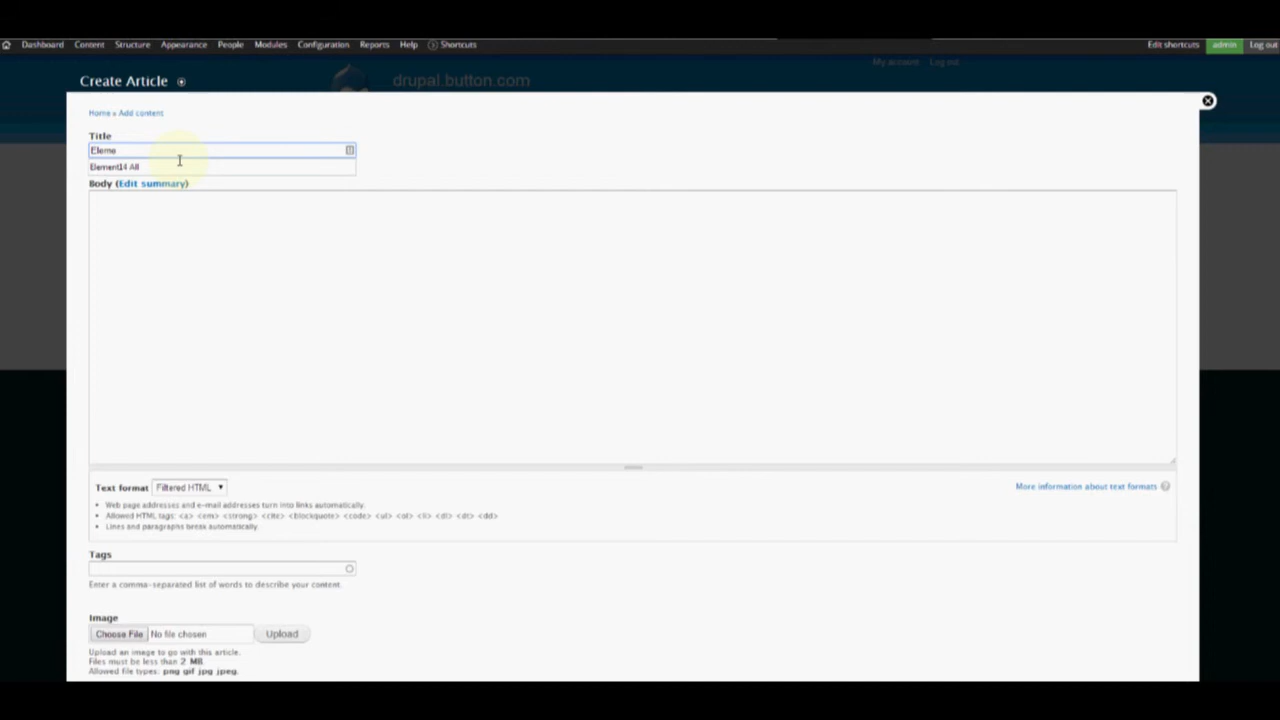 Dashboard Content Structure Appearance People Modules Configuration Reports Help Shortcuts Edit shortcuts admin Log out
My account Log out
Create Article drupal.button.com
Home » Add content
Title
Eleme
Element14 All
Body (Edit summary)
Text format Filtered HTML More information about text formats
Web page addresses and e-mail addresses turn into links automatically.
Allowed HTML tags: <a> <em> <strong> <cite> <blockquote> <code> <ul> <ol> <li> <dl> <dt> <dd>
Lines and paragraphs break automatically.
Tags
Enter a comma-separated list of words to describe your content.
Image
Choose File No file chosen Upload
Upload an image to go with this article.
Files must be less than 2 MB.
Allowed file types: png gif jpg jpeg.